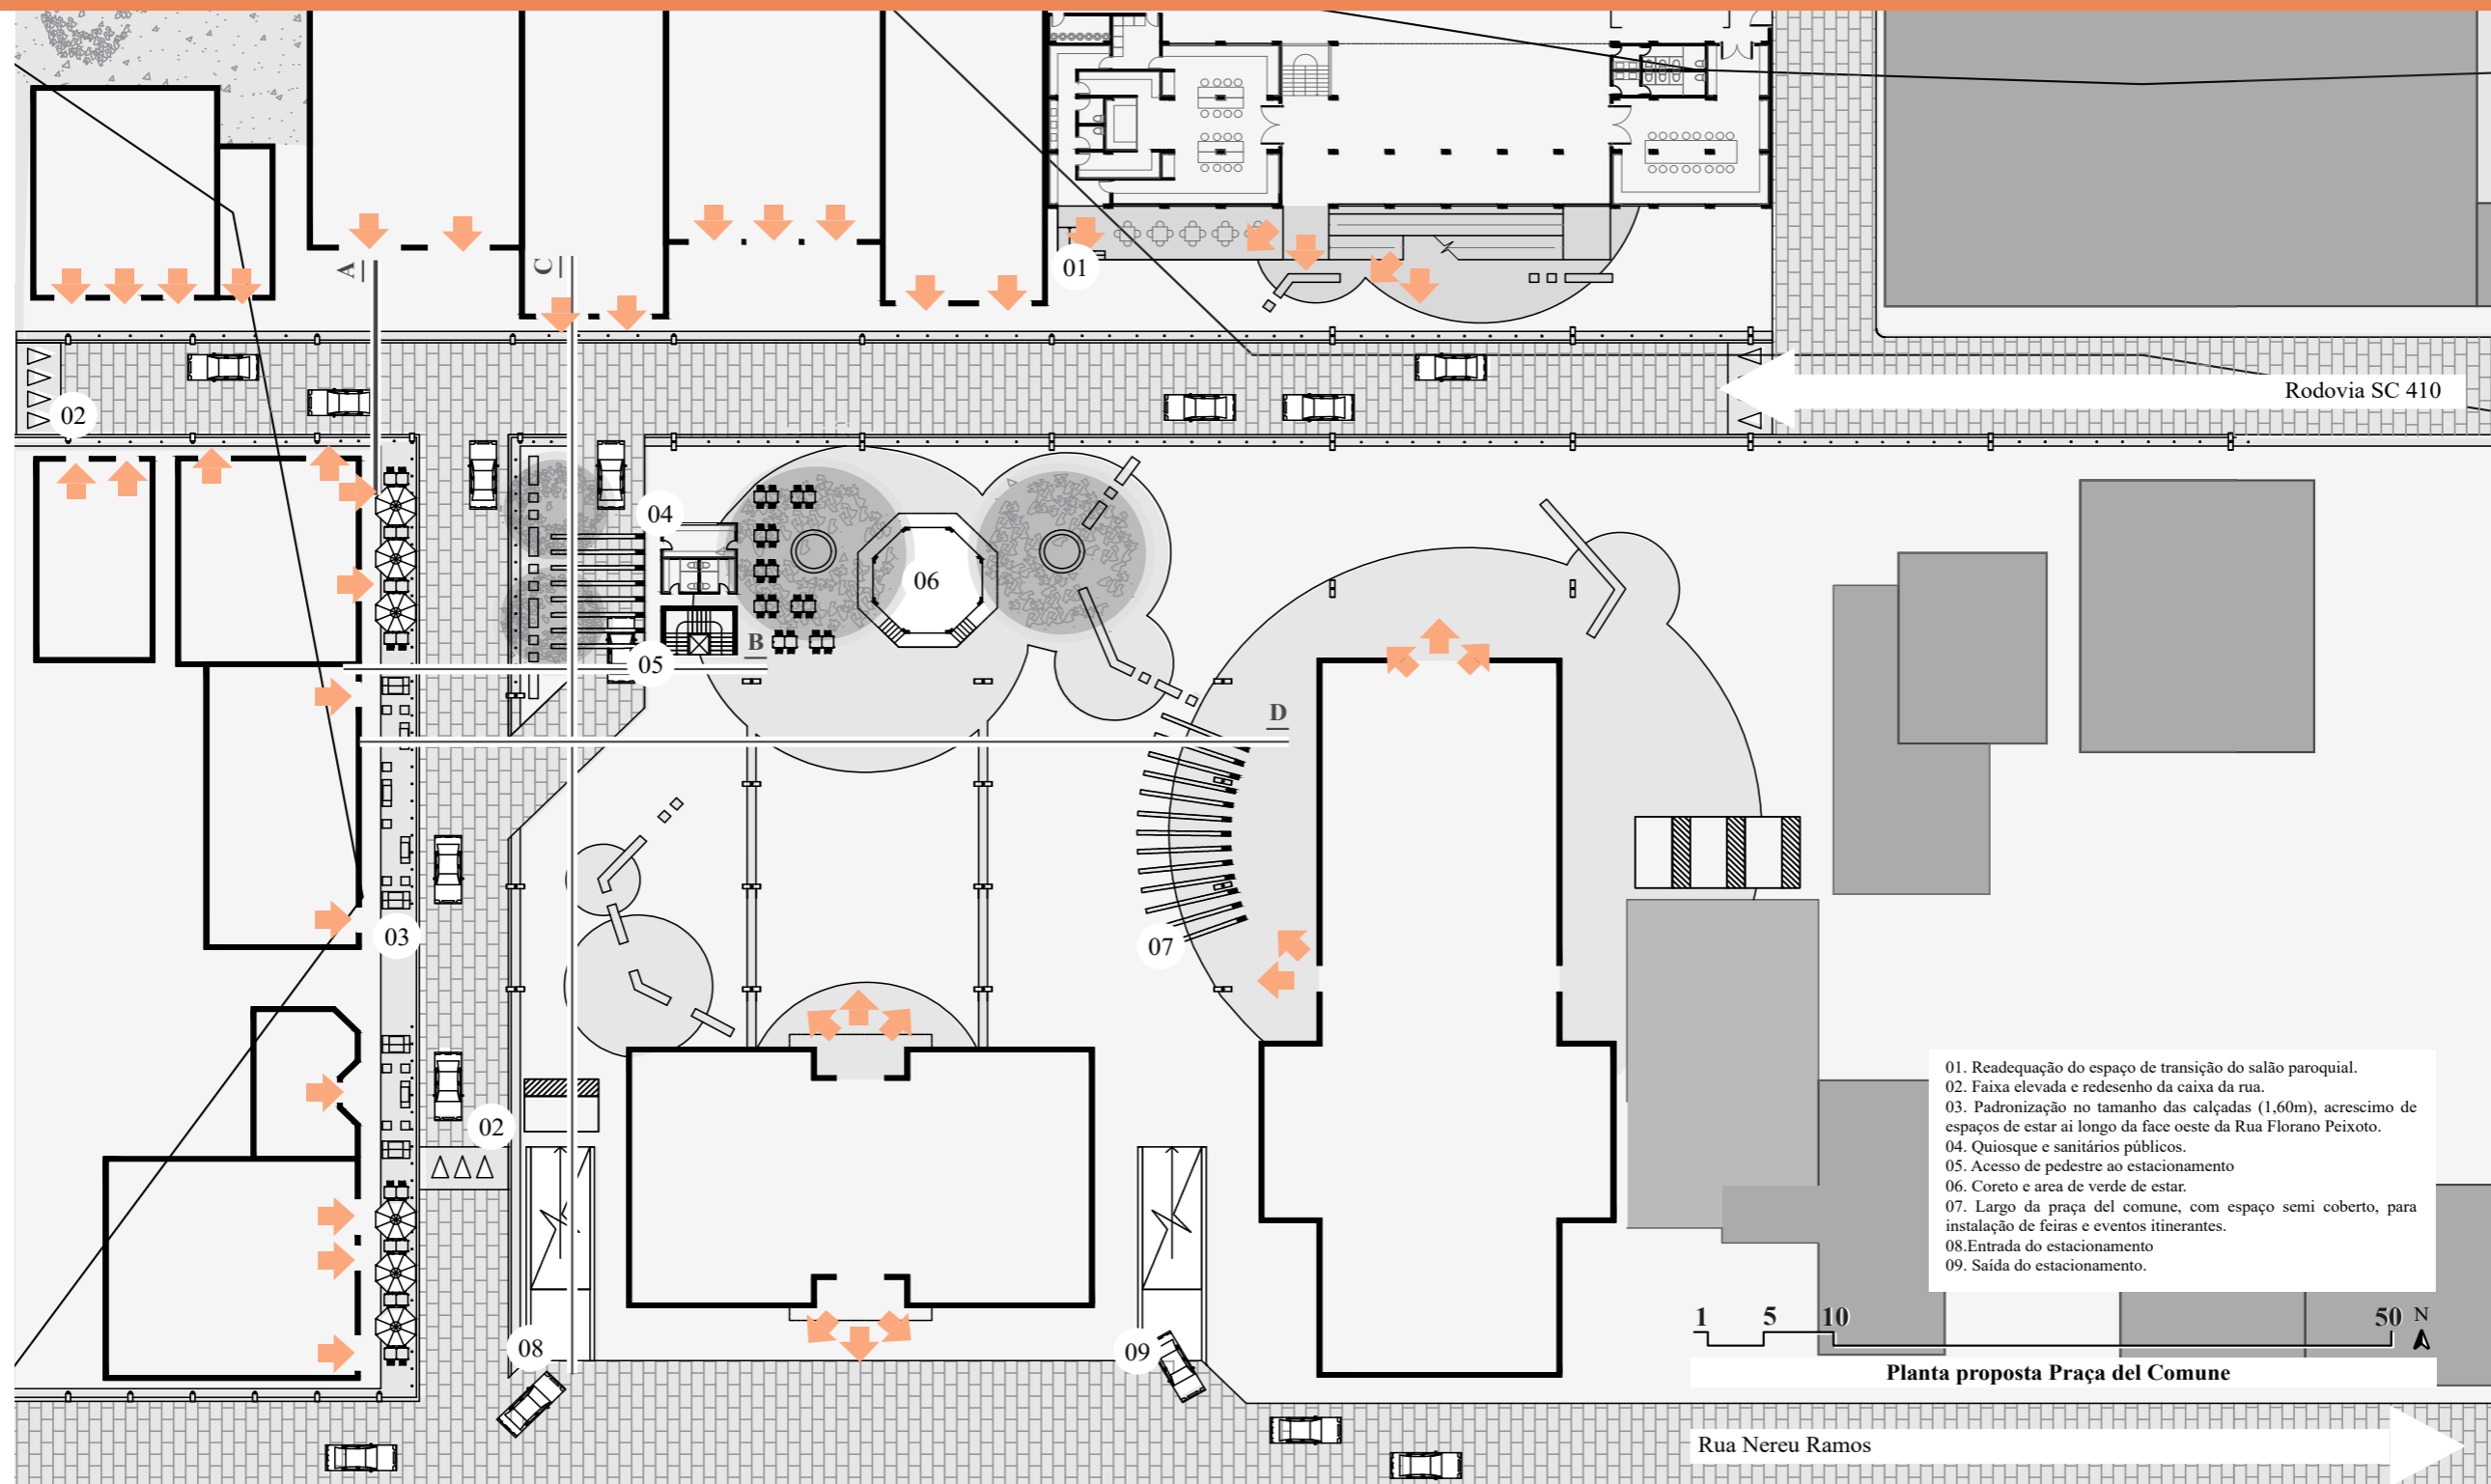 A
C
01
Rodovia SC 410
02
04
06
05
B
D
03
07
02
01. Readequação do espaço de transição do salão paroquial.
02. Faixa elevada e redesenho da caixa da rua.
03. Padronização no tamanho das calçadas (1,60m), acrescimo de
espaços de estar ai longo da face oeste da Rua Florano Peixoto.
04. Quiosque e sanitários públicos.
05. Acesso de pedestre ao estacionamento
06. Coreto e area de verde de estar.
07. Largo da praça del comune, com espaço semi coberto, para
instalação de feiras e eventos itinerantes.
08.Entrada do estacionamento
09. Saída do estacionamento.
1 5 10 50 N
08
09
Planta proposta Praça del Comune
Rua Nereu Ramos